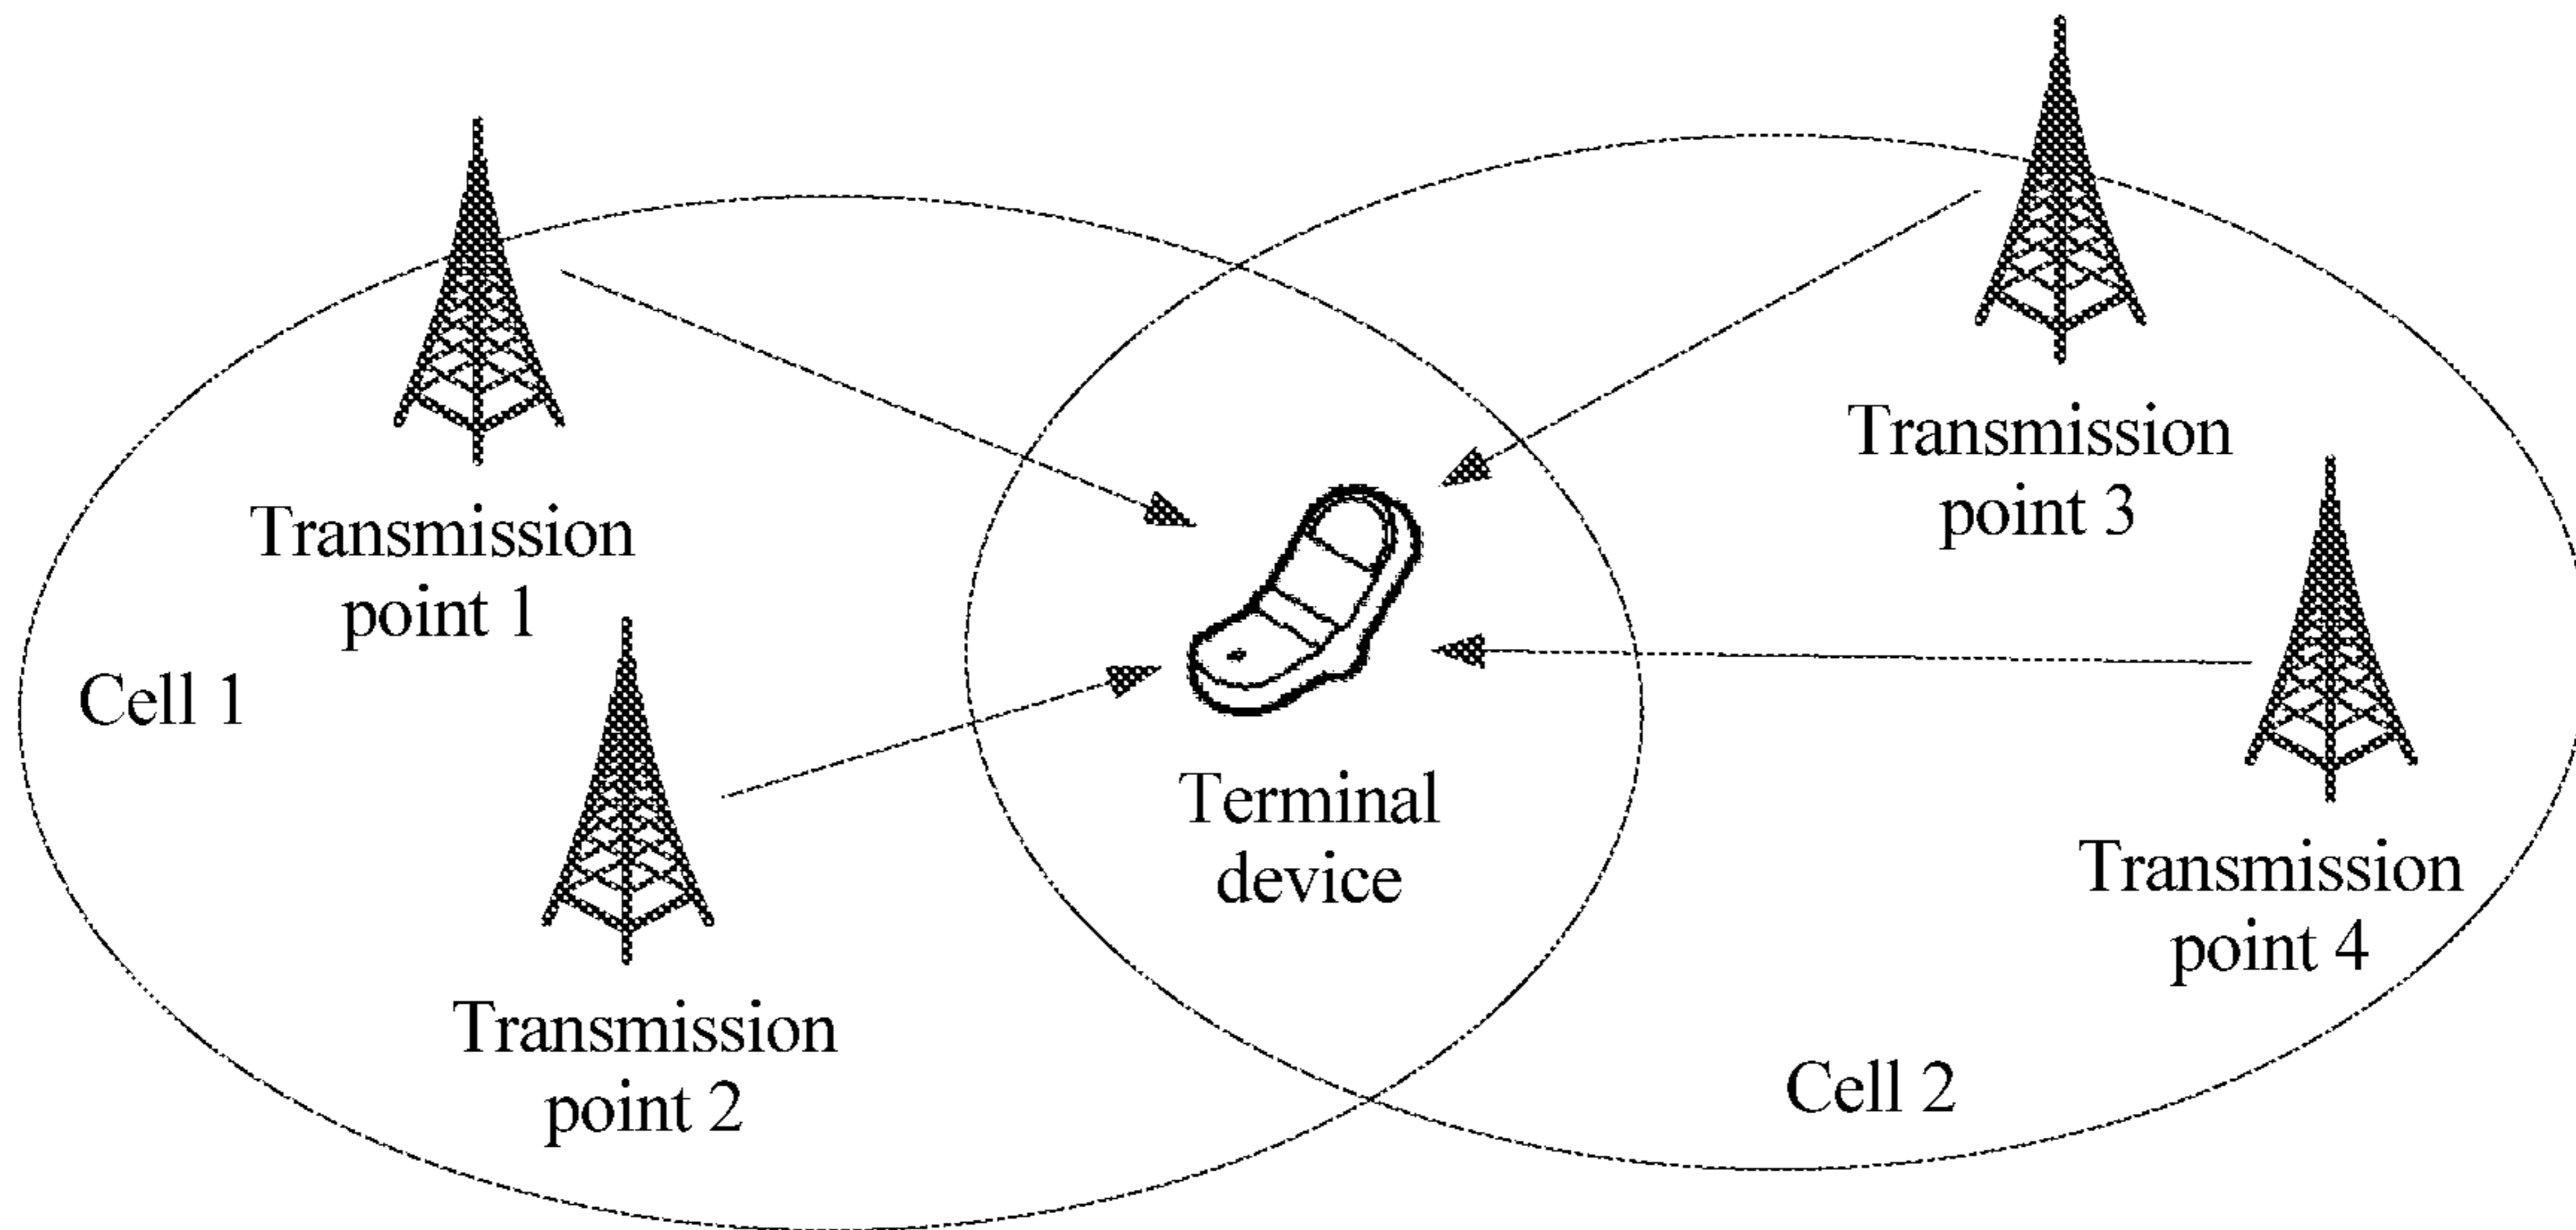 Transmission
point 1
Cell 1
Transmission
point 2
Terminal
device
Transmission
point 3
Transmission
point 4
Cell 2